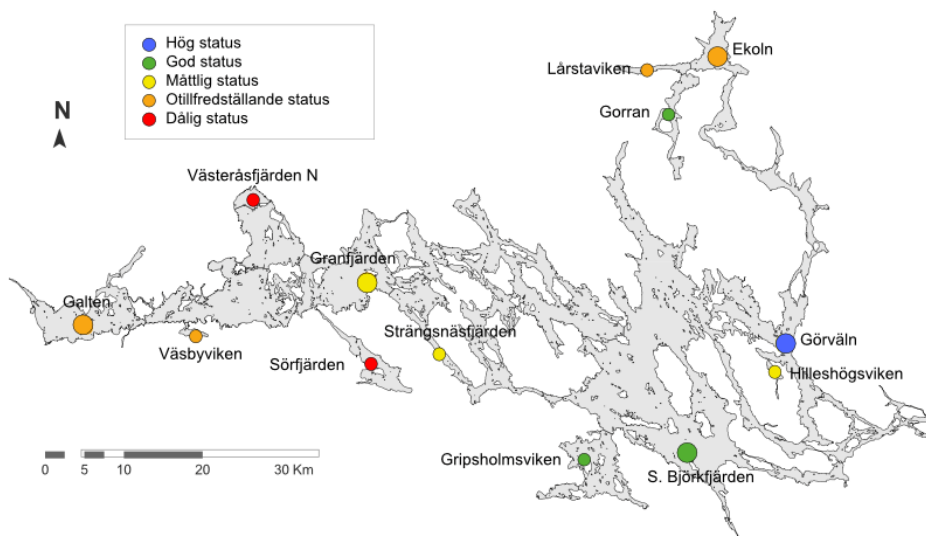 Hög status
God status
Måttlig status
Otillfredställande status
Dålig status
N
Ekoln
Lårstaviken
Gorran
Västeråsfjärden N
Granfjärden
Galten
Strängsnäsfjärden
Väsbyviken
Sörfjärden
Görväln
Hilleshögsviken
Gripsholmsviken
S. Björkfjärden
0 5 10 20 30 Km